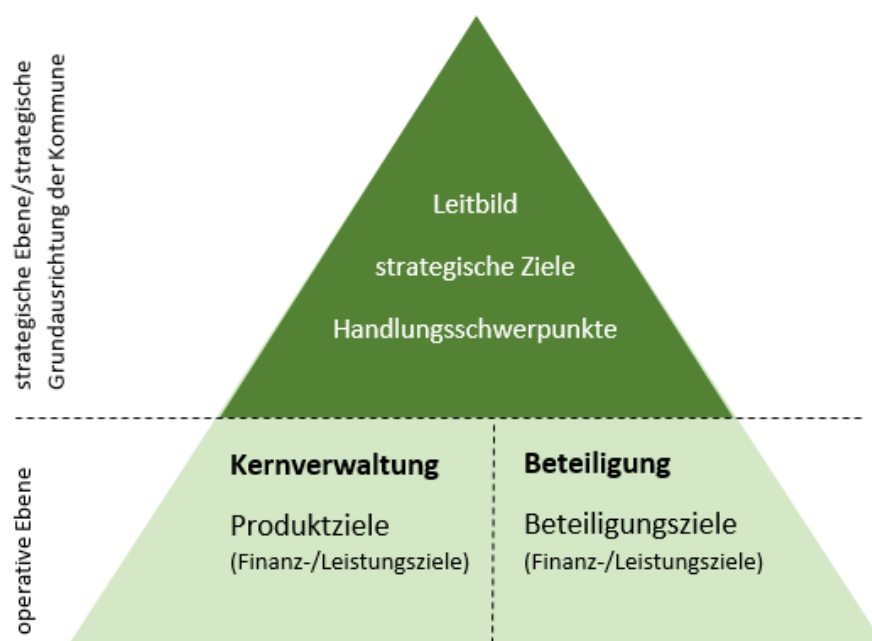 strategische Ebene/strategische
Grundausrichtung der Kommune
Leitbild
strategische Ziele
Handlungsschwerpunkte
operative Ebene
Kernverwaltung
Produktziele
(Finanz-/Leistungsziele)
Beteiligung
Beteiligungsziele
(Finanz-/Leistungsziele)